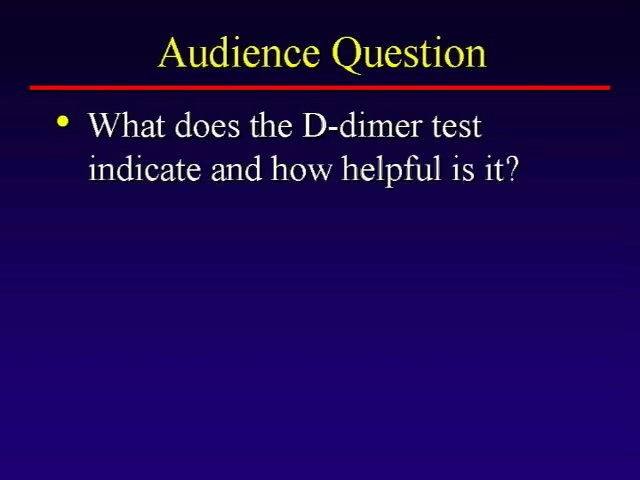 Audience Question
• What does the D-dimer test
indicate and how helpful is it?